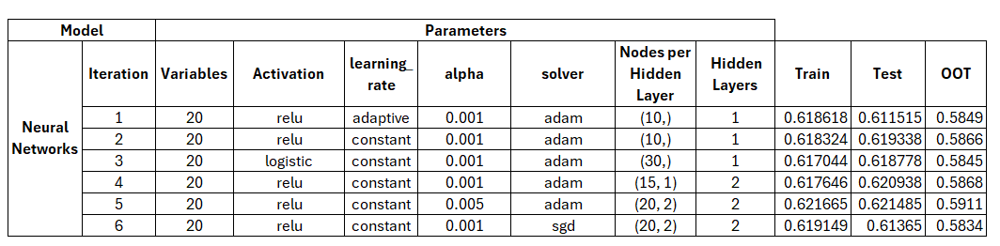 Model Parameters
Neural Networks Iteration Variables Activation learning_rate alpha solver Nodes per Hidden Layer Hidden Layers Train Test OOT
1 20 relu adaptive 0.001 adam (10,) 1 0.618618 0.611515 0.5849
2 20 relu constant 0.001 adam (10,) 1 0.618324 0.619338 0.5866
3 20 logistic constant 0.001 adam (30,) 1 0.617044 0.618778 0.5845
4 20 relu constant 0.001 adam (15, 1) 2 0.617646 0.620938 0.5868
5 20 relu constant 0.005 adam (20, 2) 2 0.621665 0.621485 0.5911
6 20 relu constant 0.001 sgd (20, 2) 2 0.619149 0.61365 0.5834